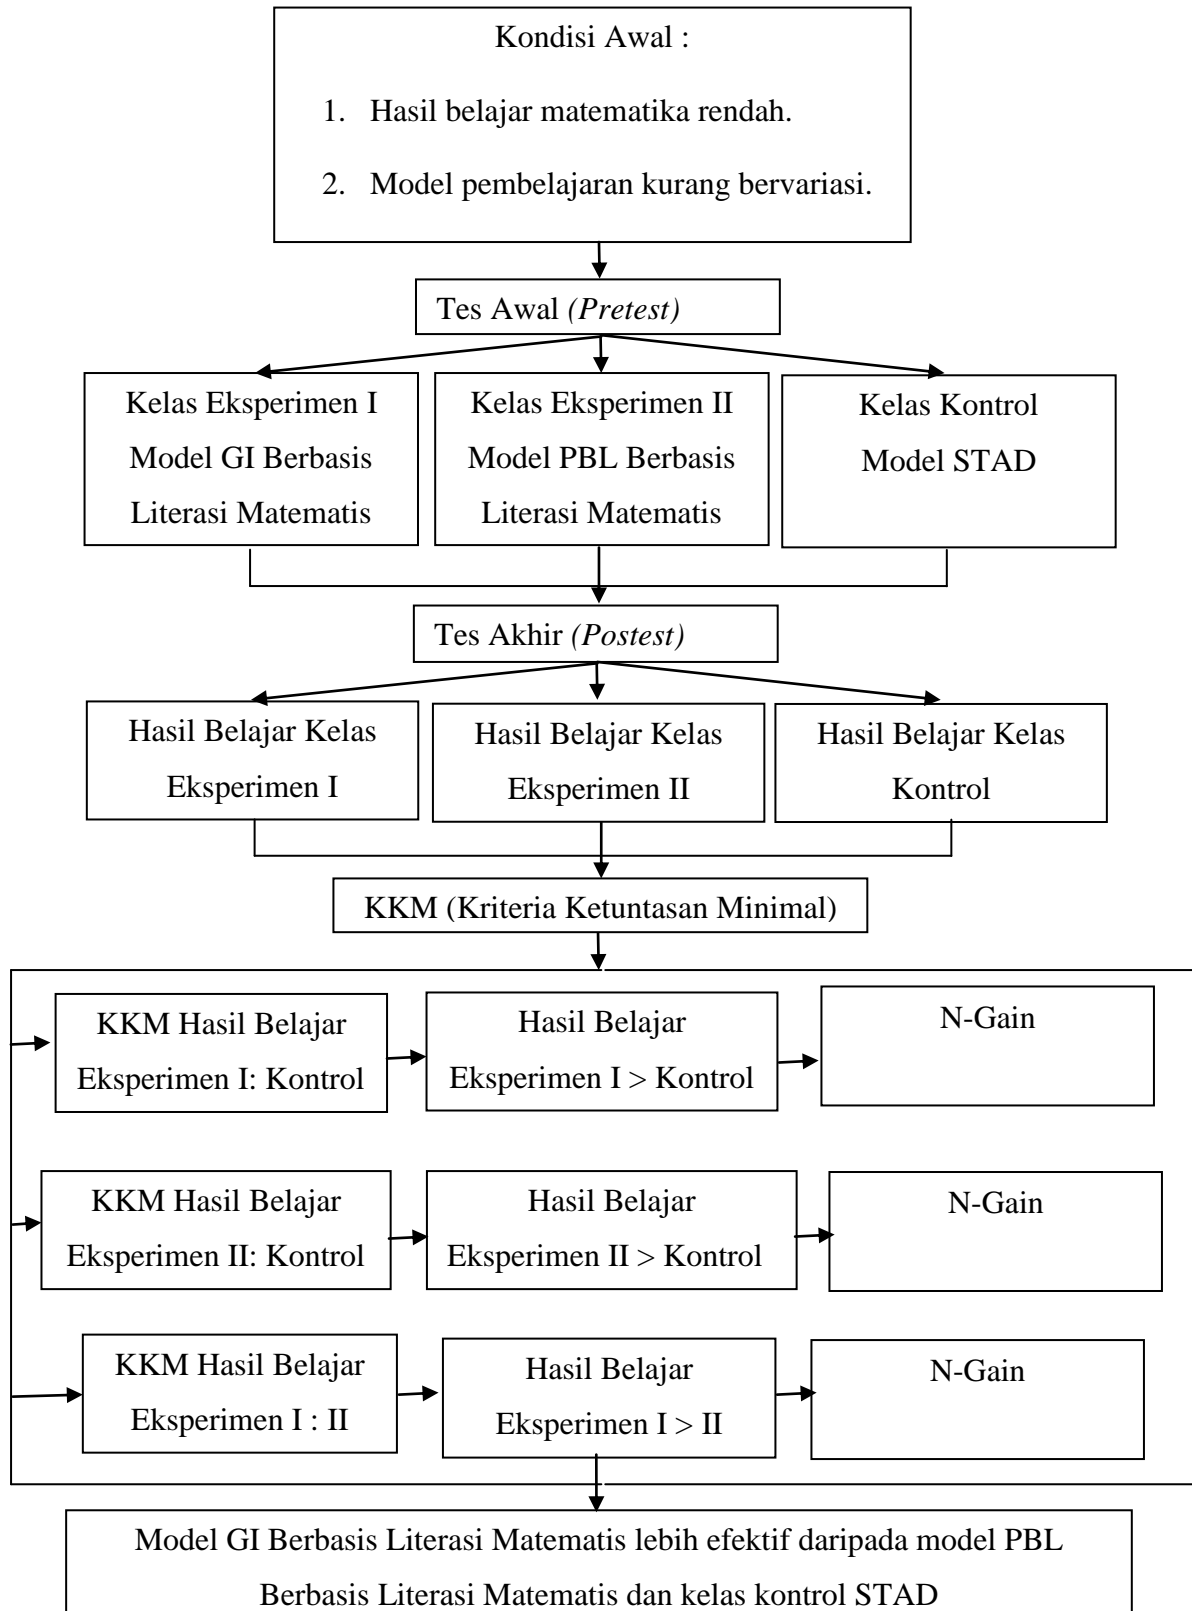 Kondisi Awal :
1. Hasil belajar matematika rendah.
2. Model pembelajaran kurang bervariasi.
Tes Awal (Pretest)
Kelas Eksperimen I
Model GI Berbasis
Literasi Matematis
Kelas Eksperimen II
Model PBL Berbasis
Literasi Matematis
Kelas Kontrol
Model STAD
Tes Akhir (Postest)
Hasil Belajar Kelas
Eksperimen I
Hasil Belajar Kelas
Eksperimen II
Hasil Belajar Kelas
Kontrol
KKM (Kriteria Ketuntasan Minimal)
KKM Hasil Belajar
Eksperimen I: Kontrol
Hasil Belajar
Eksperimen I > Kontrol
N-Gain
KKM Hasil Belajar
Eksperimen II: Kontrol
Hasil Belajar
Eksperimen II > Kontrol
N-Gain
KKM Hasil Belajar
Eksperimen I : II
Hasil Belajar
Eksperimen I > II
N-Gain
Model GI Berbasis Literasi Matematis lebih efektif daripada model PBL
Berbasis Literasi Matematis dan kelas kontrol STAD